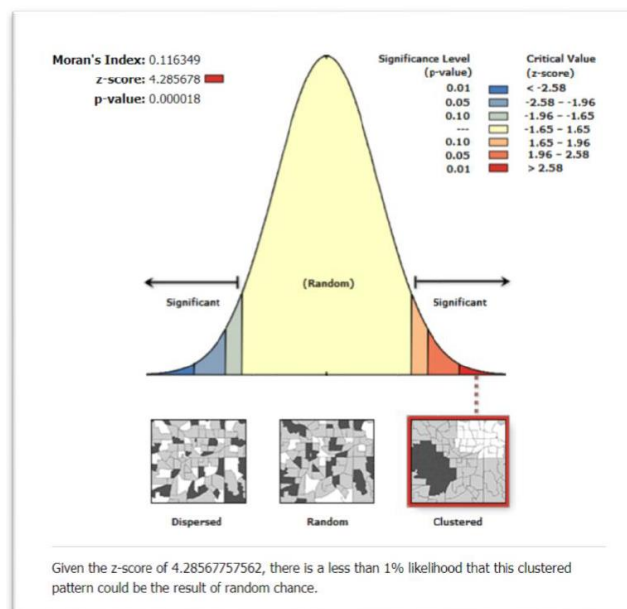 Moran's Index: 0.116349
z-score: 4.285678
p-value: 0.000018
Significance Level
(p-value)
Critical Value
(z-score)
0.01 < -2.58
0.05 -2.58 – -1.96
0.10 -1.96 – -1.65
--- -1.65 – 1.65
0.10 1.65 – 1.96
0.05 1.96 – 2.58
0.01 > 2.58
Significant
(Random)
Significant
Dispersed
Random
Clustered
Given the z-score of 4.28567757562, there is a less than 1% likelihood that this clustered
pattern could be the result of random chance.